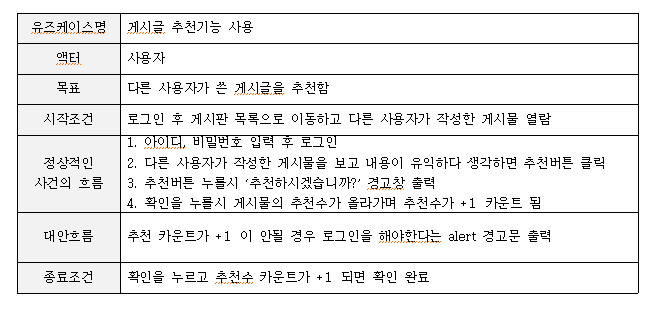 유즈케이스명 게시글 추천기능 사용
액터 사용자
목표 다른 사용자가 쓴 게시글을 추천함
시작조건 로그인 후 게시판 목록으로 이동하고 다른 사용자가 작성한 게시물 열람
정상적인
사건의 흐름
1. 아이디, 비밀번호 입력 후 로그인
2. 다른 사용자가 작성한 게시물을 보고 내용이 유익하다 생각하면 추천버튼 클릭
3. 추천버튼 누를시 ‘추천하시겠습니까?’ 경고창 출력
4. 확인을 누를시 게시물의 추천수가 올라가며 추천수가 +1 카운트 됨
대안흐름 추천 카운트가 +1 이 안될 경우 로그인을 해야한다는 alert 경고문 출력
종료조건 확인을 누르고 추천수 카운트가 +1 되면 확인 완료